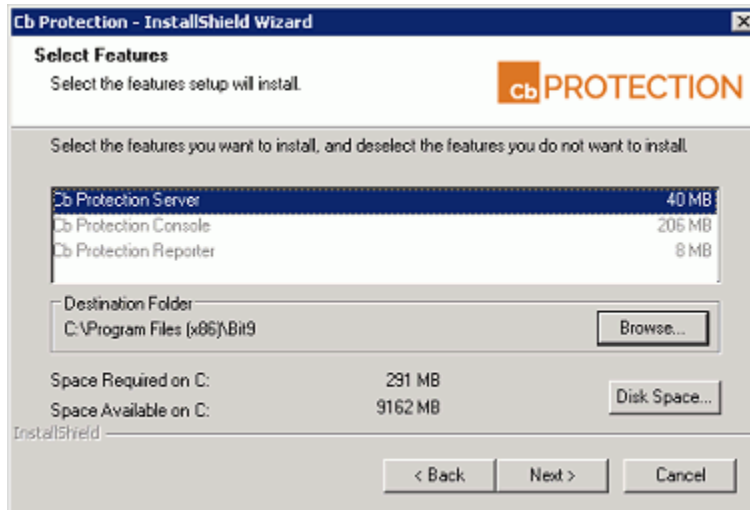 Cb Protection - InstallShield Wizard
Select Features
Select the features setup will install.
Cb PROTECTION
Select the features you want to install, and deselect the features you do not want to install.
Cb Protection Server 40 MB
Cb Protection Console 206 MB
Cb Protection Reporter 8 MB
Destination Folder
C:\Program Files (x86)\Bit9
Browse...
Space Required on C: 291 MB
Space Available on C: 9162 MB
Disk Space...
InstallShield
< Back Next > Cancel